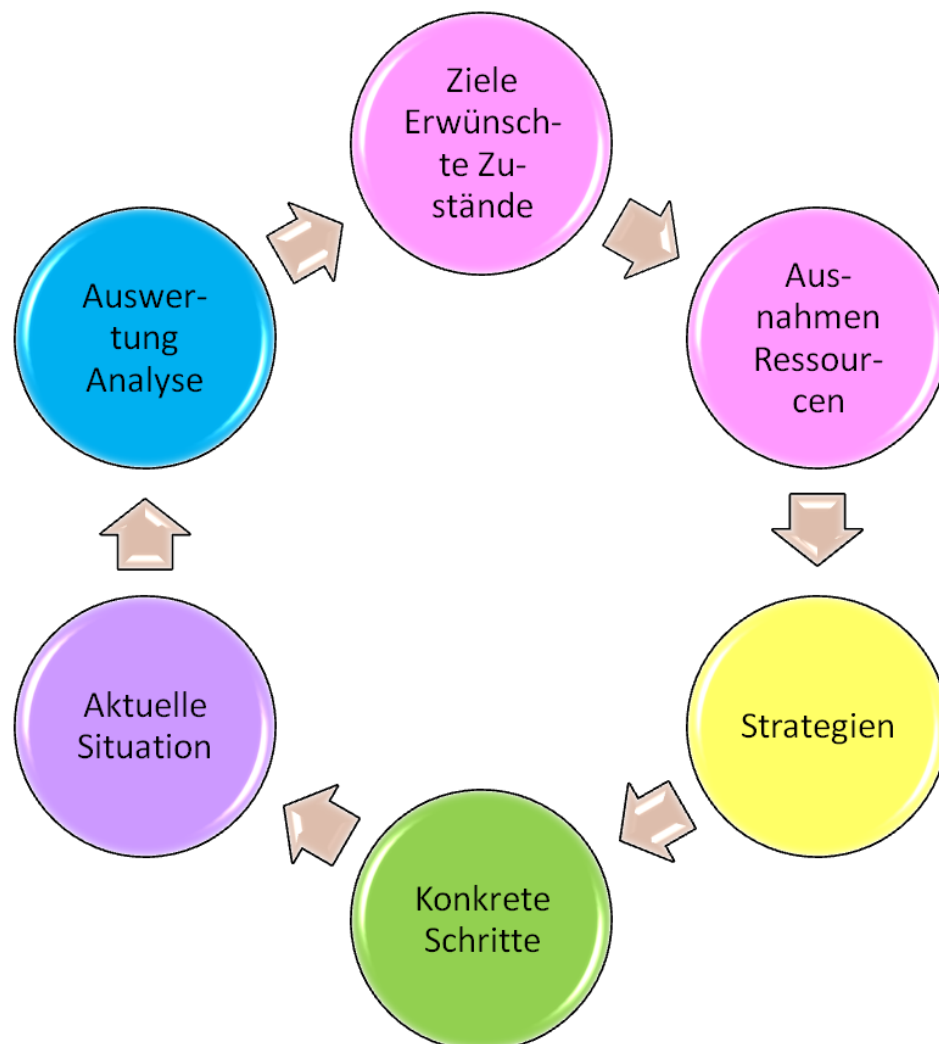 Ziele
Erwünsch-
te Zu-
stände
Aus-
nahmen
Ressour-
cen
Strategien
Konkrete
Schritte
Aktuelle
Situation
Auswer-
tung
Analyse